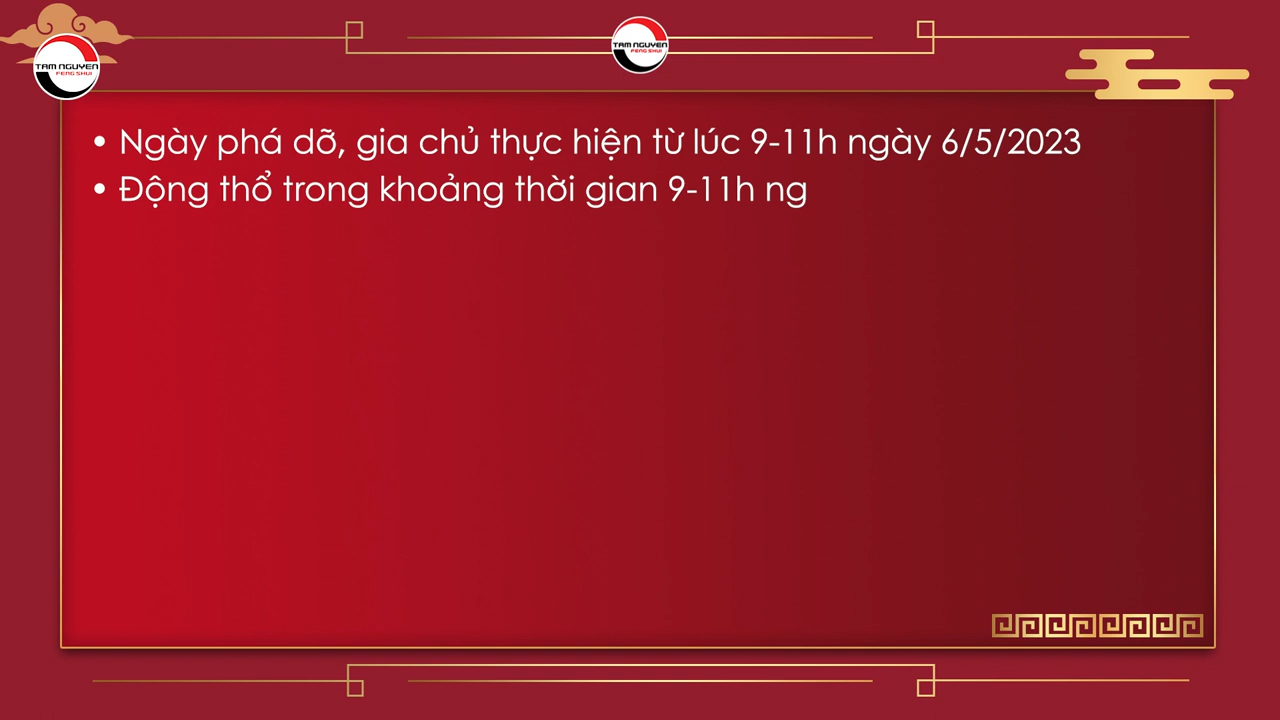 TAM NGUYEN
FENG SHUI
TAM NGUYEN
FENG SHUI
• Ngày phá dỡ, gia chủ thực hiện từ lúc 9-11h ngày 6/5/2023
• Động thổ trong khoảng thời gian 9-11h ng